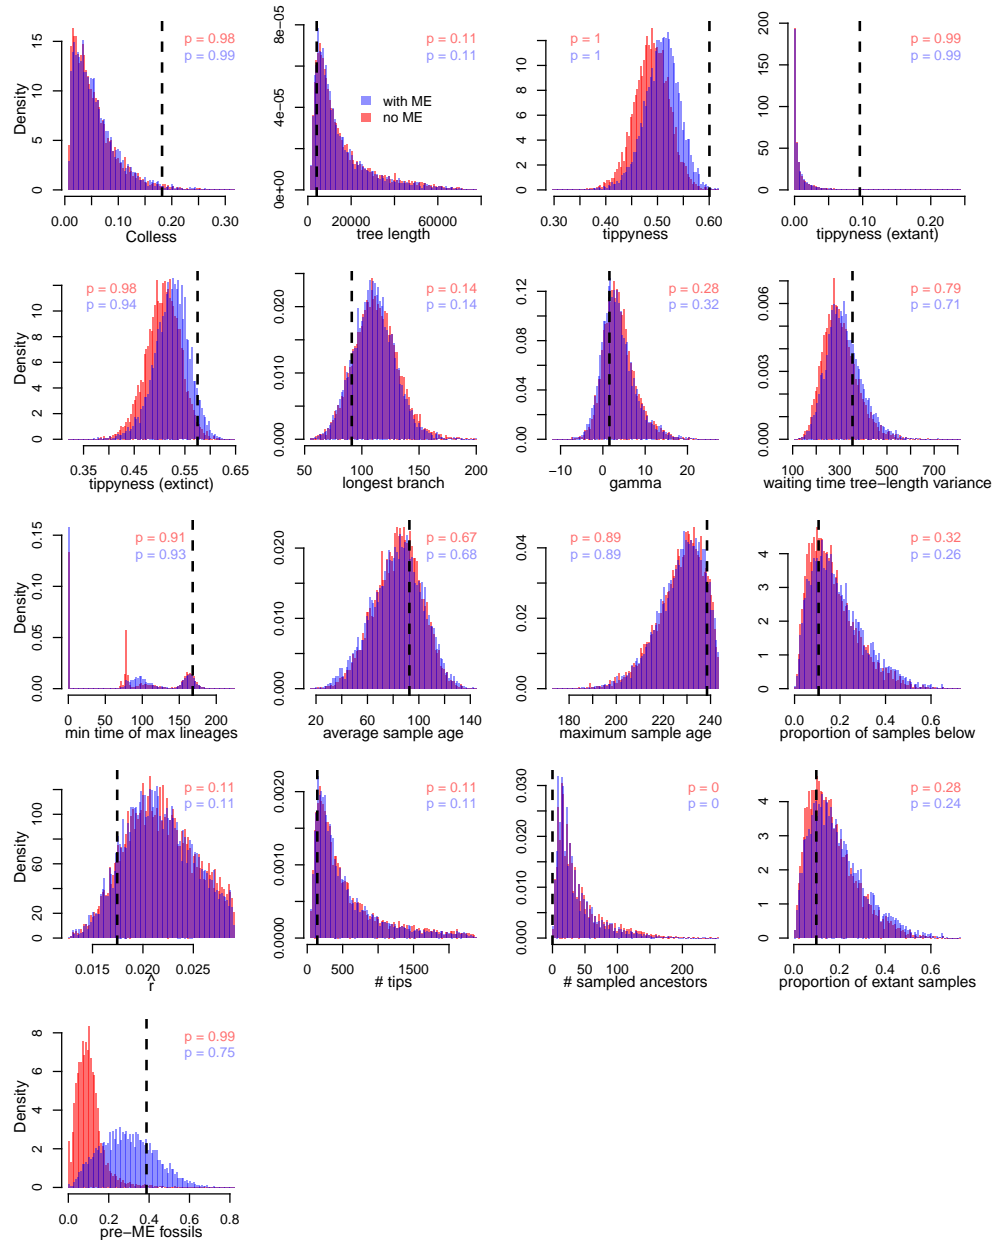 p = 0.98
p = 0.99
Density
0 5 10 15
0.00 0.10 0.20 0.30
Colless
p = 0.11
p = 0.11
with ME
no ME
0e+00 4e−05 8e−05
0 20000 60000
tree length
p = 1
p = 1
0 2 4 6 8 12
0.30 0.40 0.50 0.60
tippyness
p = 0.99
p = 0.99
0 50 100 150 200
0.00 0.10 0.20
tippyness (extant)
p = 0.98
p = 0.94
Density
0 2 4 6 8 10
0.35 0.45 0.55 0.65
tippyness (extinct)
p = 0.14
p = 0.14
0.000 0.010 0.020
50 100 150 200
longest branch
p = 0.28
p = 0.32
0.00 0.04 0.08 0.12
−10 0 10 20
gamma
p = 0.79
p = 0.71
0.000 0.003 0.006
100 300 500 800
waiting time tree−length variance
p = 0.91
p = 0.93
Density
0.00 0.05 0.10 0.15
0 50 100 150 200
min time of max lineages
p = 0.67
p = 0.68
0.000 0.010 0.020
20 60 100 140
average sample age
p = 0.89
p = 0.89
0.00 0.02 0.04
180 200 220 240
maximum sample age
p = 0.32
p = 0.26
0 1 2 3 4
0.0 0.2 0.4 0.6
proportion of samples below
p = 0.11
p = 0.11
Density
0 20 60 100
0.015 0.020 0.025
r̂
p = 0.11
p = 0.11
0.0000 0.0010 0.0020
0 500 1500
# tips
p = 0
p = 0
0.000 0.010 0.020 0.030
0 50 100 200
# sampled ancestors
p = 0.28
p = 0.24
0 1 2 3 4
0.0 0.2 0.4 0.6
proportion of extant samples
p = 0.99
p = 0.75
Density
0 2 4 6 8
0.0 0.2 0.4 0.6 0.8
pre−ME fossils